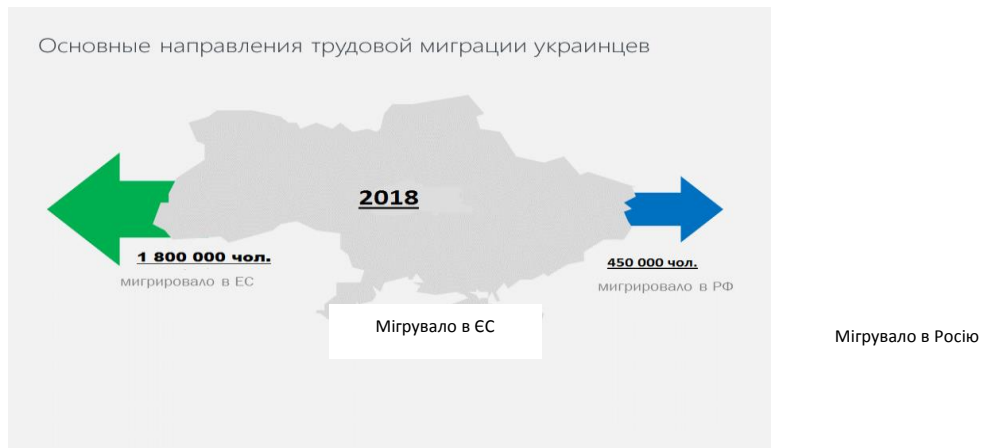 Основные направления трудовой миграции украинцев
2018
1 800 000 чол.
мигрировало в ЕС
450 000 чол.
мигрировало в РФ
Мігрувало в ЄС
Мігрувало в Росію